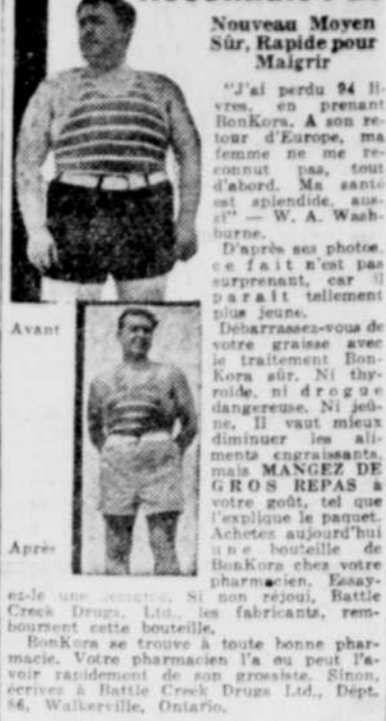 Nouveau Moyen
Sûr, Rapide pour
Maigrir
"J'ai perdu 94 li-
vres, en prenant
BonKora. A son re-
tour d'Europe, ma
femme ne me re-
connut pas, tout
d'abord. Ma santé
est splendide, aus-
si" — W. A. Wash-
burne.
D'après ses photos,
ce fait n'est pas
surprenant, car il
paraît tellement
plus jeune.
Débarrassez-vous de
votre graisse avec
le traitement Bon-
Kora sûr. Ni thy-
roïde, ni drogue
dangereuse. Ni jeû-
ne. Il vaut mieux
diminuer les ali-
ments engraissants,
mais MANGEZ DE
GROS REPAS à
votre goût, tel que
l'explique le paquet.
Achetez aujourd'hui
une bouteille de
BonKora chez votre
pharmacien. Essay-
ez-le une Si non réjoui, Battle
Creek Drugs, Ltd., les fabricants, rem-
boursent cette bouteille.
BonKora se trouve à toute bonne phar-
macie. Votre pharmacien l'a ou peut l'a-
voir rapidement de son grossiste. Sinon,
écrivez à Battle Creek Drugs Ltd., Dépt.
86, Walkerville, Ontario.
Avant
Après